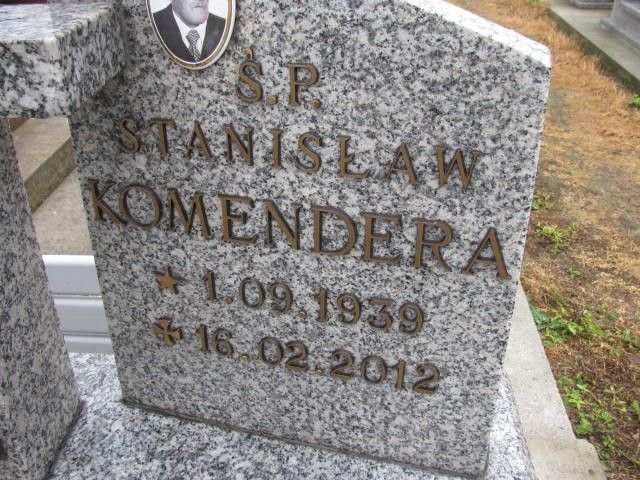 Ś.P.
STANISŁAW
KOMENDERA
1.09.1939
16.02.2012